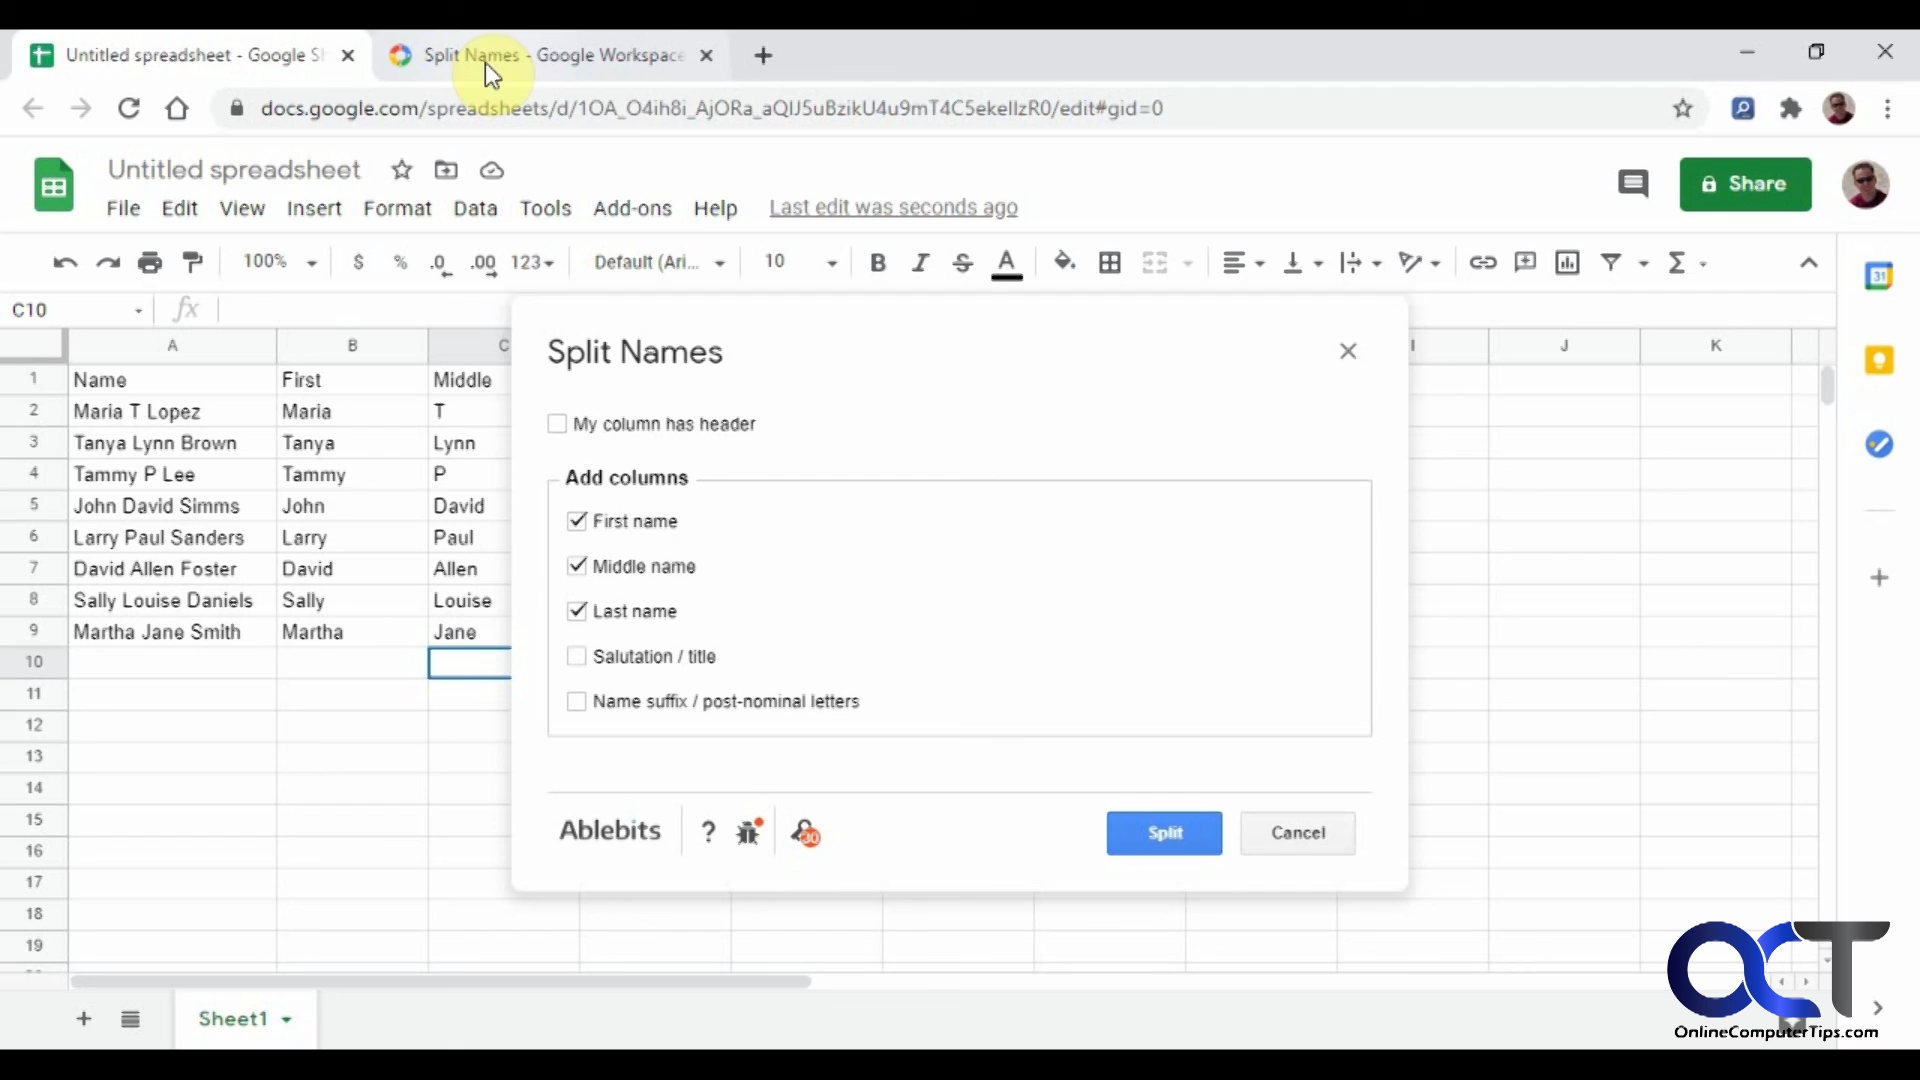 Untitled spreadsheet - Google Sh
Split Names - Google Workspace
docs.google.com/spreadsheets/d/1OA_O4ih8i_AjORa_aQIJ5uBzikU4u9mT4C5ekeIlzR0/edit#gid=0
Untitled spreadsheet
Share
File Edit View Insert Format Data Tools Add-ons Help Last edit was seconds ago
100% $ % .0 .00 123 Default (Ari... 10 B I S A
31
C10 fx
A B C I J K
1 Name First Middle
2 Maria T Lopez Maria T
3 Tanya Lynn Brown Tanya Lynn
4 Tammy P Lee Tammy P
5 John David Simms John David
6 Larry Paul Sanders Larry Paul
7 David Allen Foster David Allen
8 Sally Louise Daniels Sally Louise
9 Martha Jane Smith Martha Jane
10
11
12
13
14
15
16
17
18
19
Split Names
My column has header
Add columns
First name
Middle name
Last name
Salutation / title
Name suffix / post-nominal letters
Ablebits ? 30 Split Cancel
Sheet1
OCT
OnlineComputerTips.com